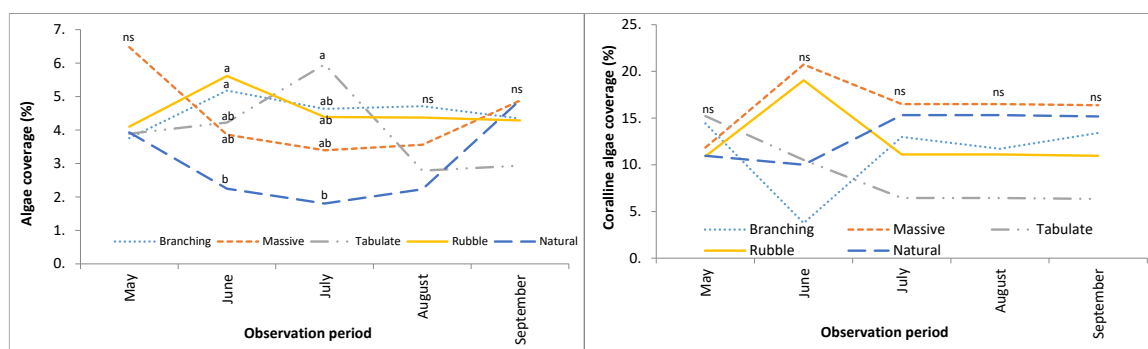 7.
6.
5.
4.
3.
2.
1.
0.
Algae coverage (%)
ns
a
a
ab
ab
b
a
ab
ab
ab
b
ns
ns
Branching Massive Tabulate Rubble Natural
May
June
July
August
September
Observation period
25.
20.
15.
10.
5.
0.
Coralline algae coverage (%)
ns
ns
ns
ns
ns
Branching Massive Tabulate
Rubble Natural
May
June
July
August
September
Observation period